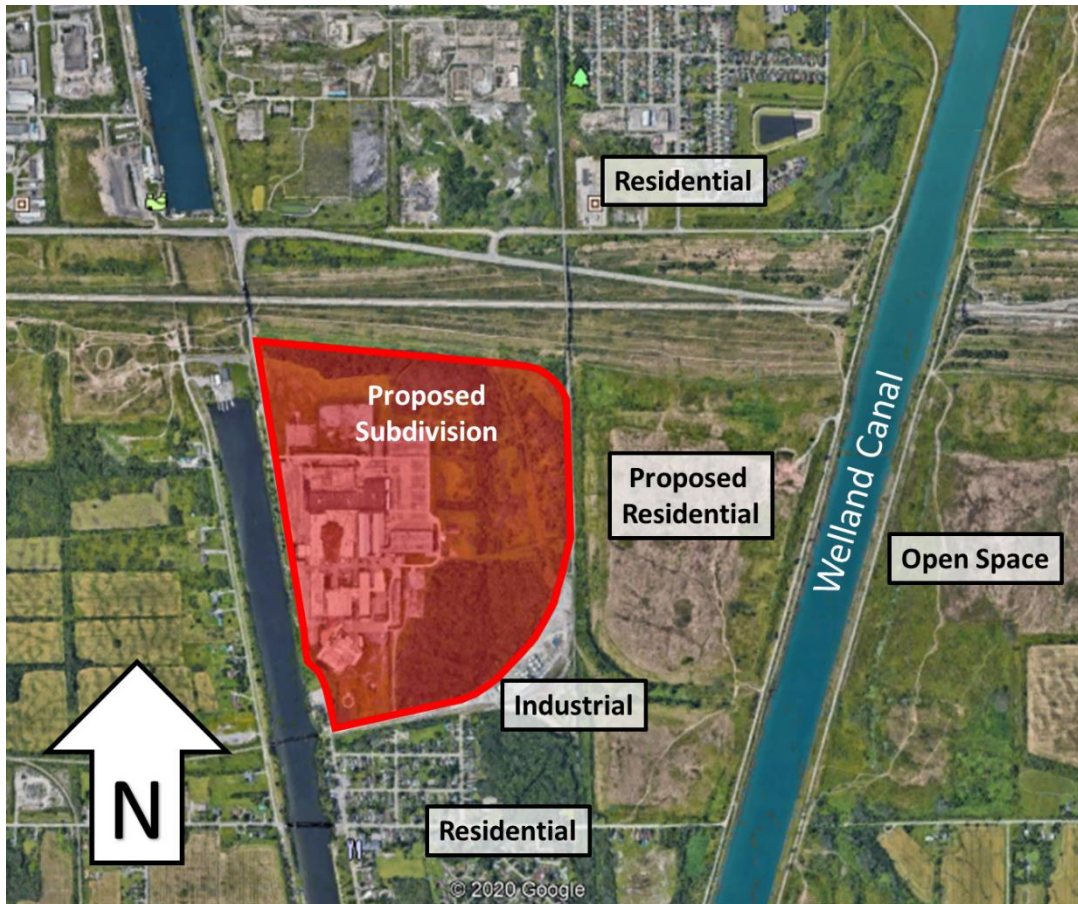 Residential
Proposed
Subdivision
Proposed
Residential
Welland Canal
Open Space
Industrial
N
Residential
© 2020 Google